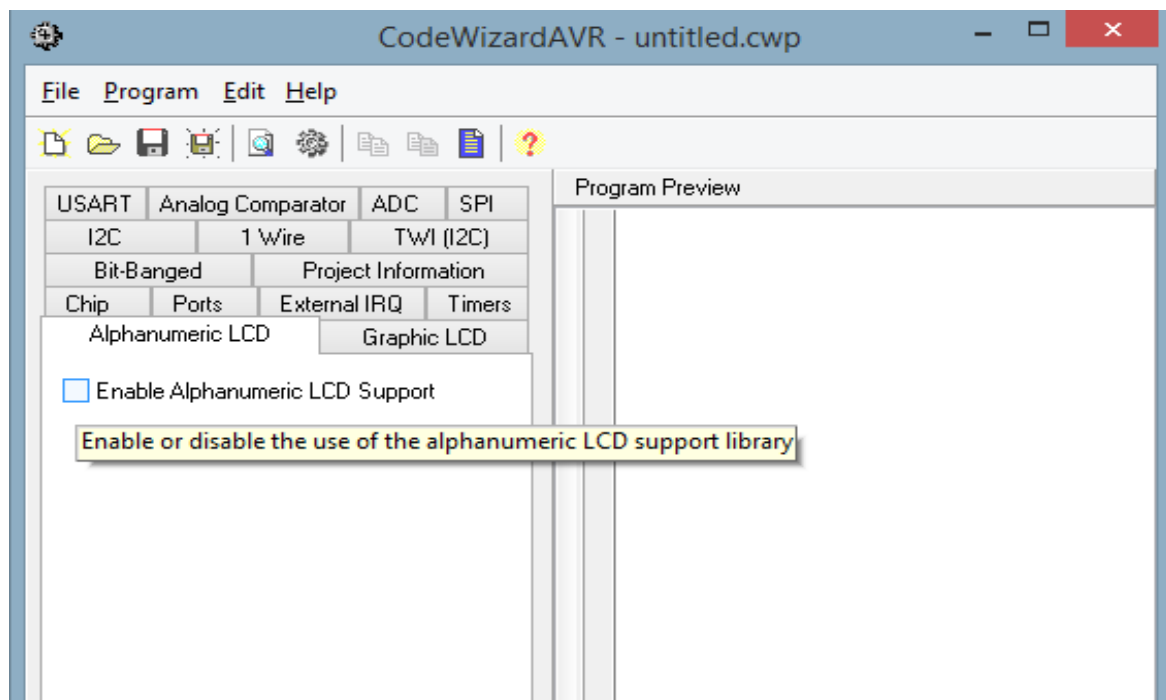 CodeWizardAVR - untitled.cwp
File Program Edit Help
Program Preview
USART Analog Comparator ADC SPI
I2C 1 Wire TWI (I2C)
Bit-Banged Project Information
Chip Ports External IRQ Timers
Alphanumeric LCD Graphic LCD
Enable Alphanumeric LCD Support
Enable or disable the use of the alphanumeric LCD support library